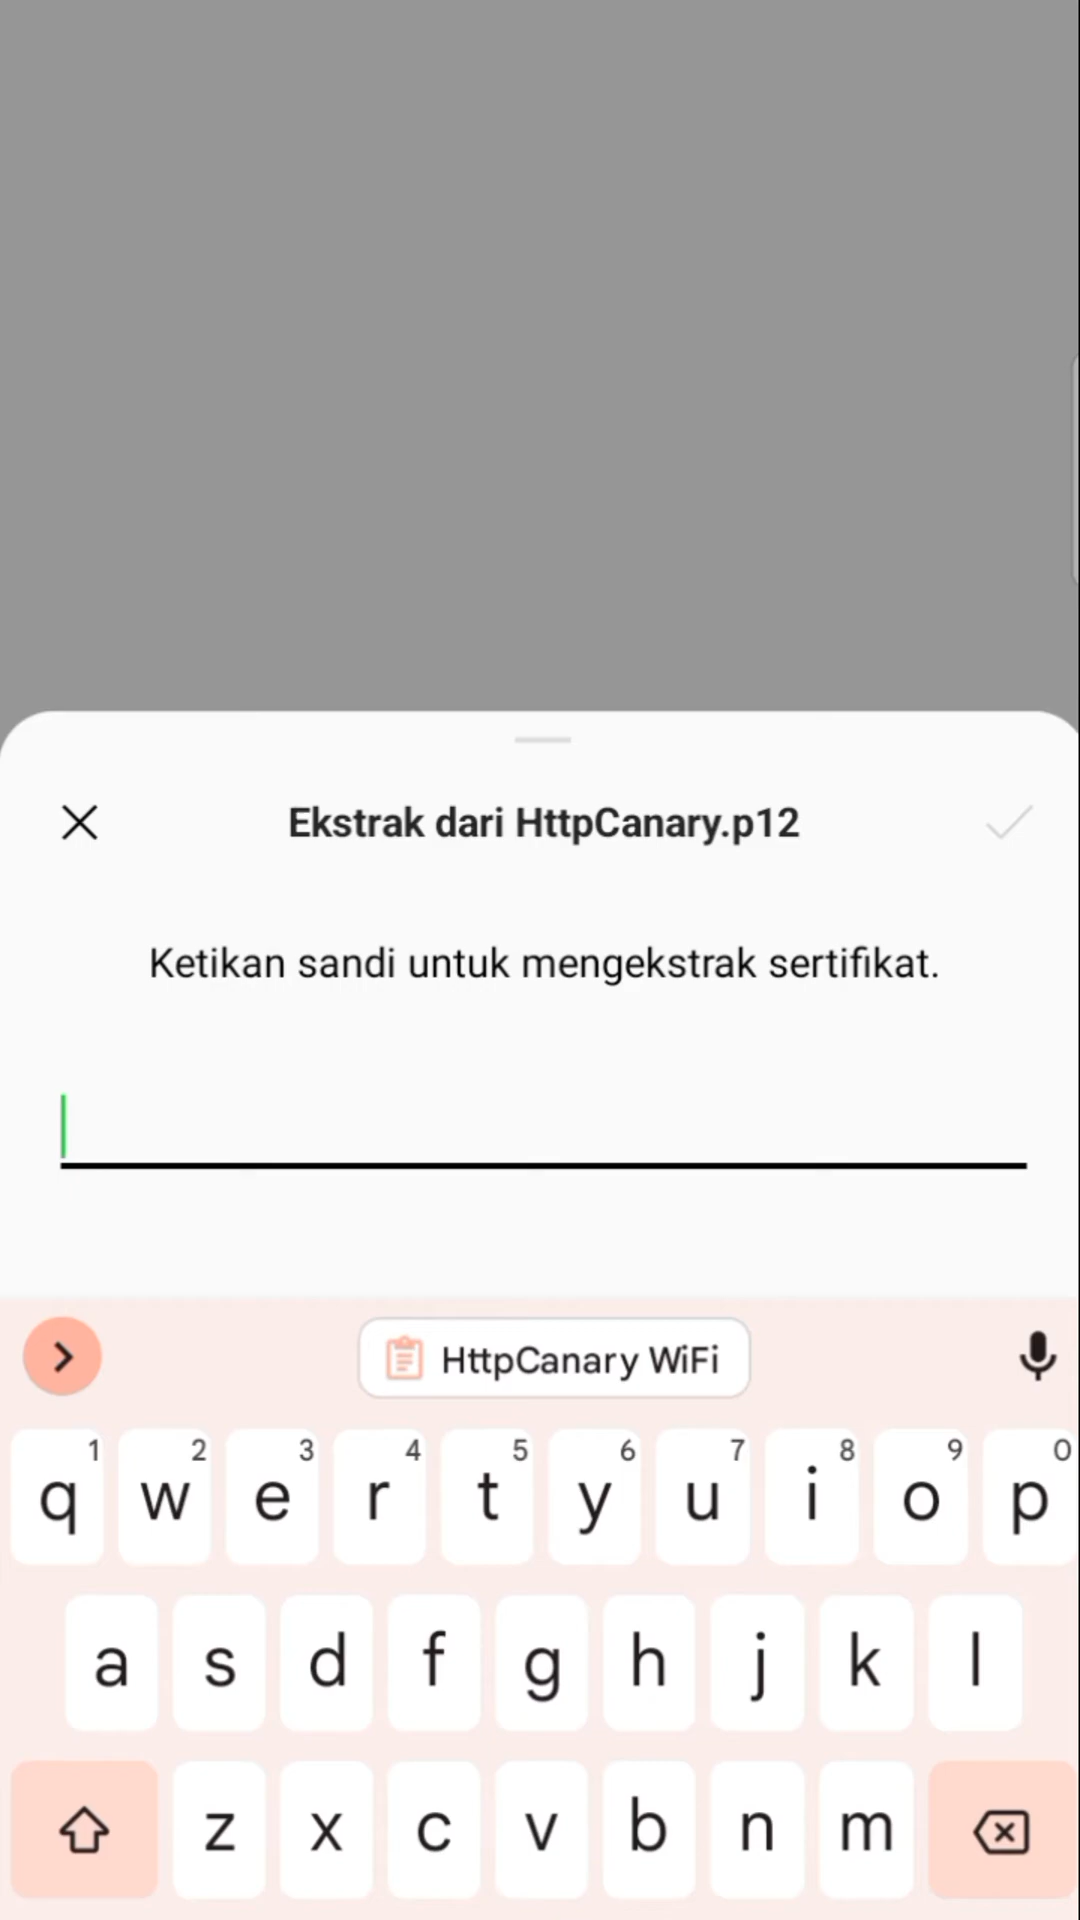 Ekstrak dari HttpCanary.p12
Ketikan sandi untuk mengekstrak sertifikat.
HttpCanary WiFi
1 2 3 4 5 6 7 8 9 0
q w e r t y u i o p
a s d f g h j k l
z x c v b n m